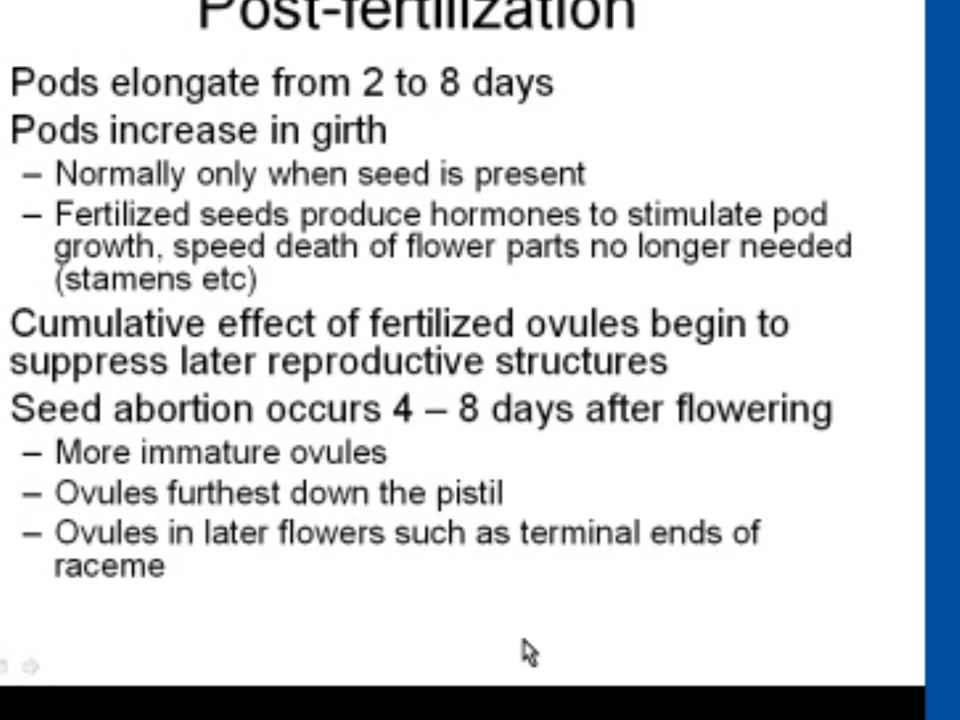 Post-fertilization
Pods elongate from 2 to 8 days
Pods increase in girth
– Normally only when seed is present
– Fertilized seeds produce hormones to stimulate pod
growth, speed death of flower parts no longer needed
(stamens etc)
Cumulative effect of fertilized ovules begin to
suppress later reproductive structures
Seed abortion occurs 4 – 8 days after flowering
– More immature ovules
– Ovules furthest down the pistil
– Ovules in later flowers such as terminal ends of
raceme